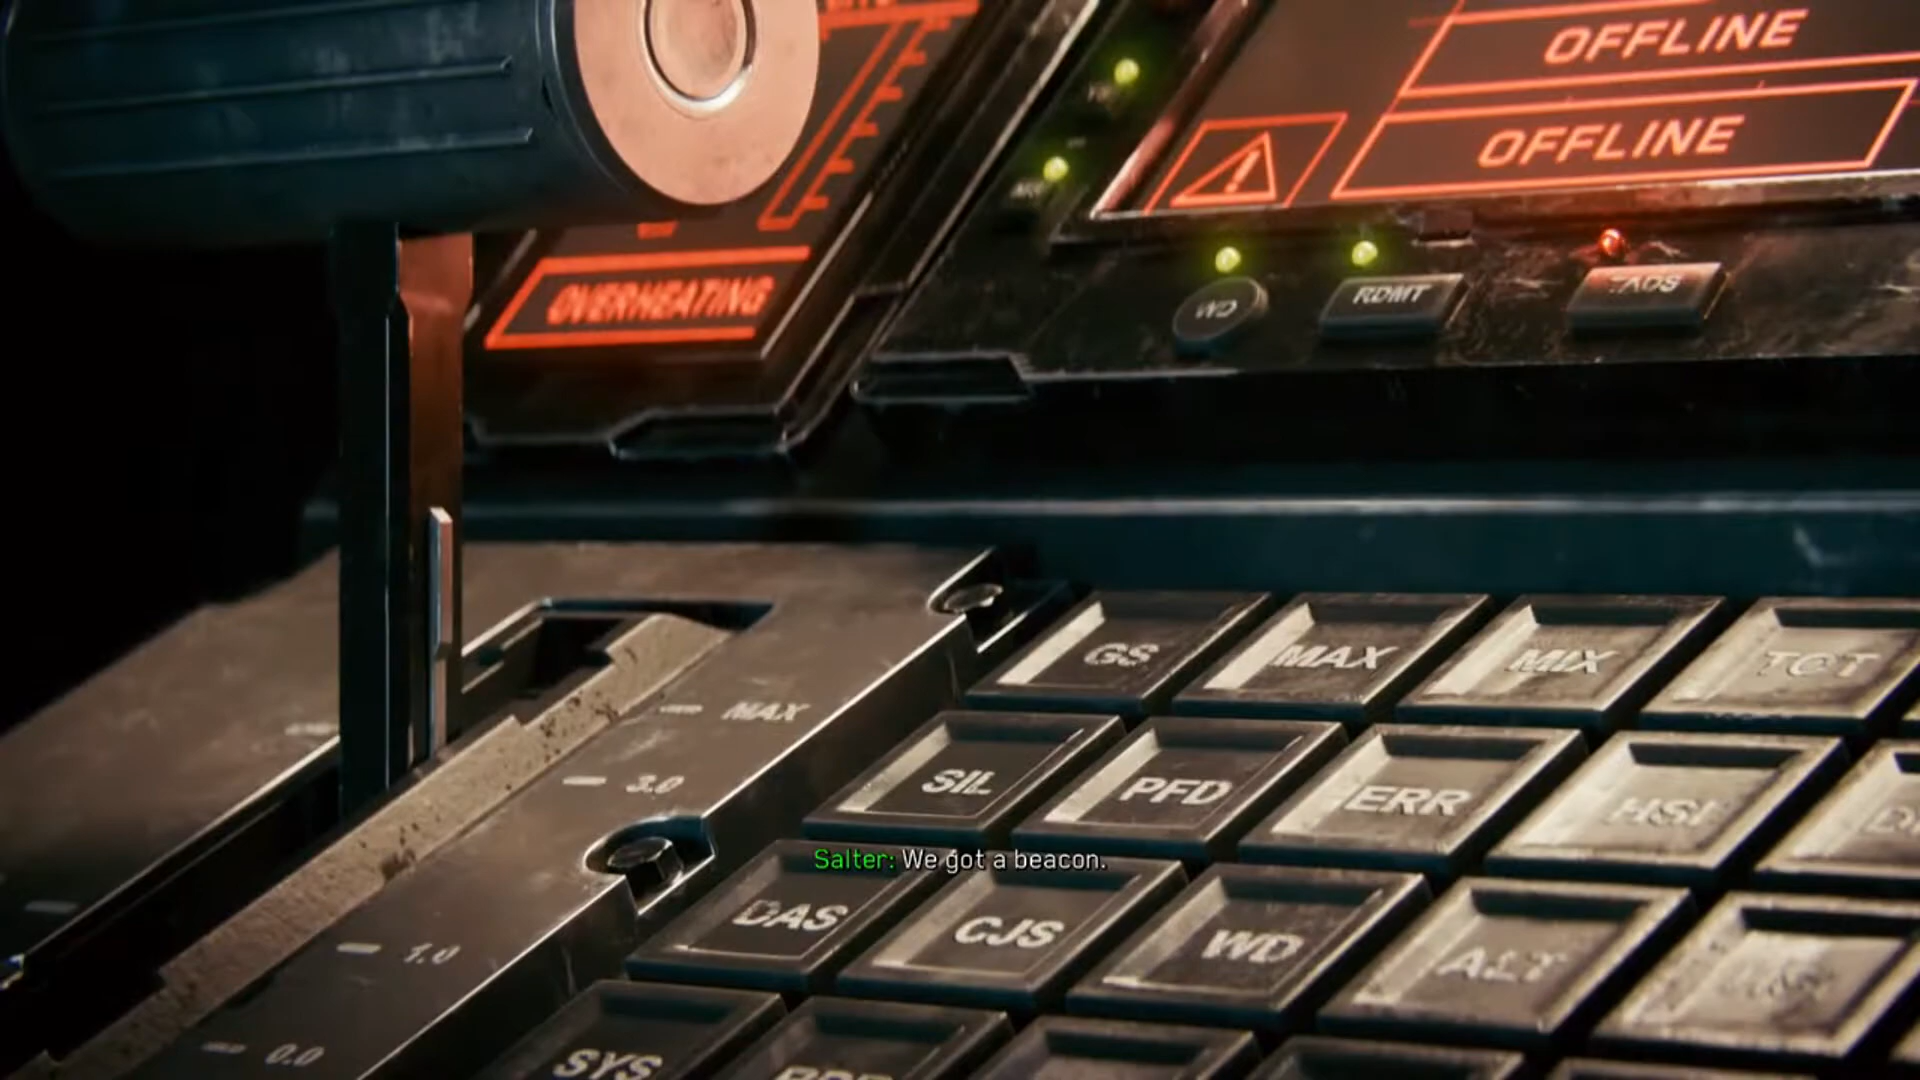 OFFLINE
OFFLINE
OVERHEATING
WD
RDMT
TADS
GS
MAX
MIX
MAX
SIL
PFD
ERR
HSI
3.0
Salter: We got a beacon.
DAS
CJS
WD
ALT
1.0
0.0
SYS